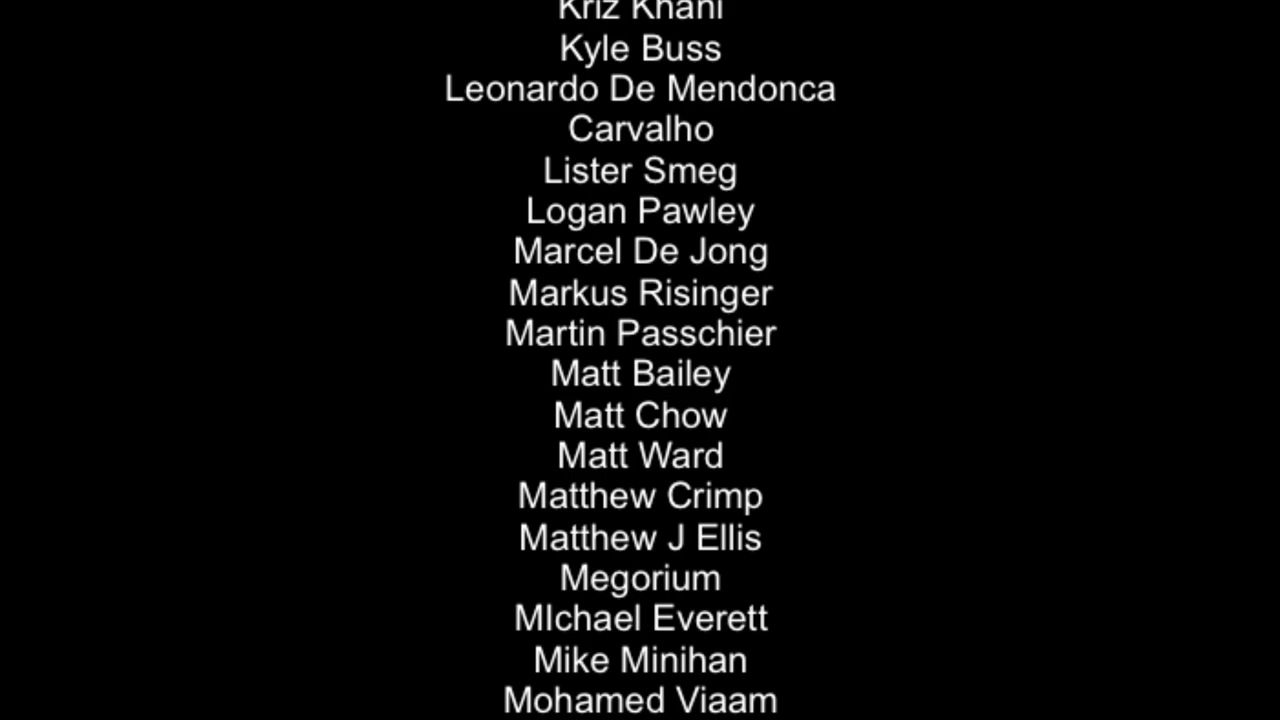 Kriz Khani
Kyle Buss
Leonardo De Mendonca
Carvalho
Lister Smeg
Logan Pawley
Marcel De Jong
Markus Risinger
Martin Passchier
Matt Bailey
Matt Chow
Matt Ward
Matthew Crimp
Matthew J Ellis
Megorium
MIchael Everett
Mike Minihan
Mohamed Viaam